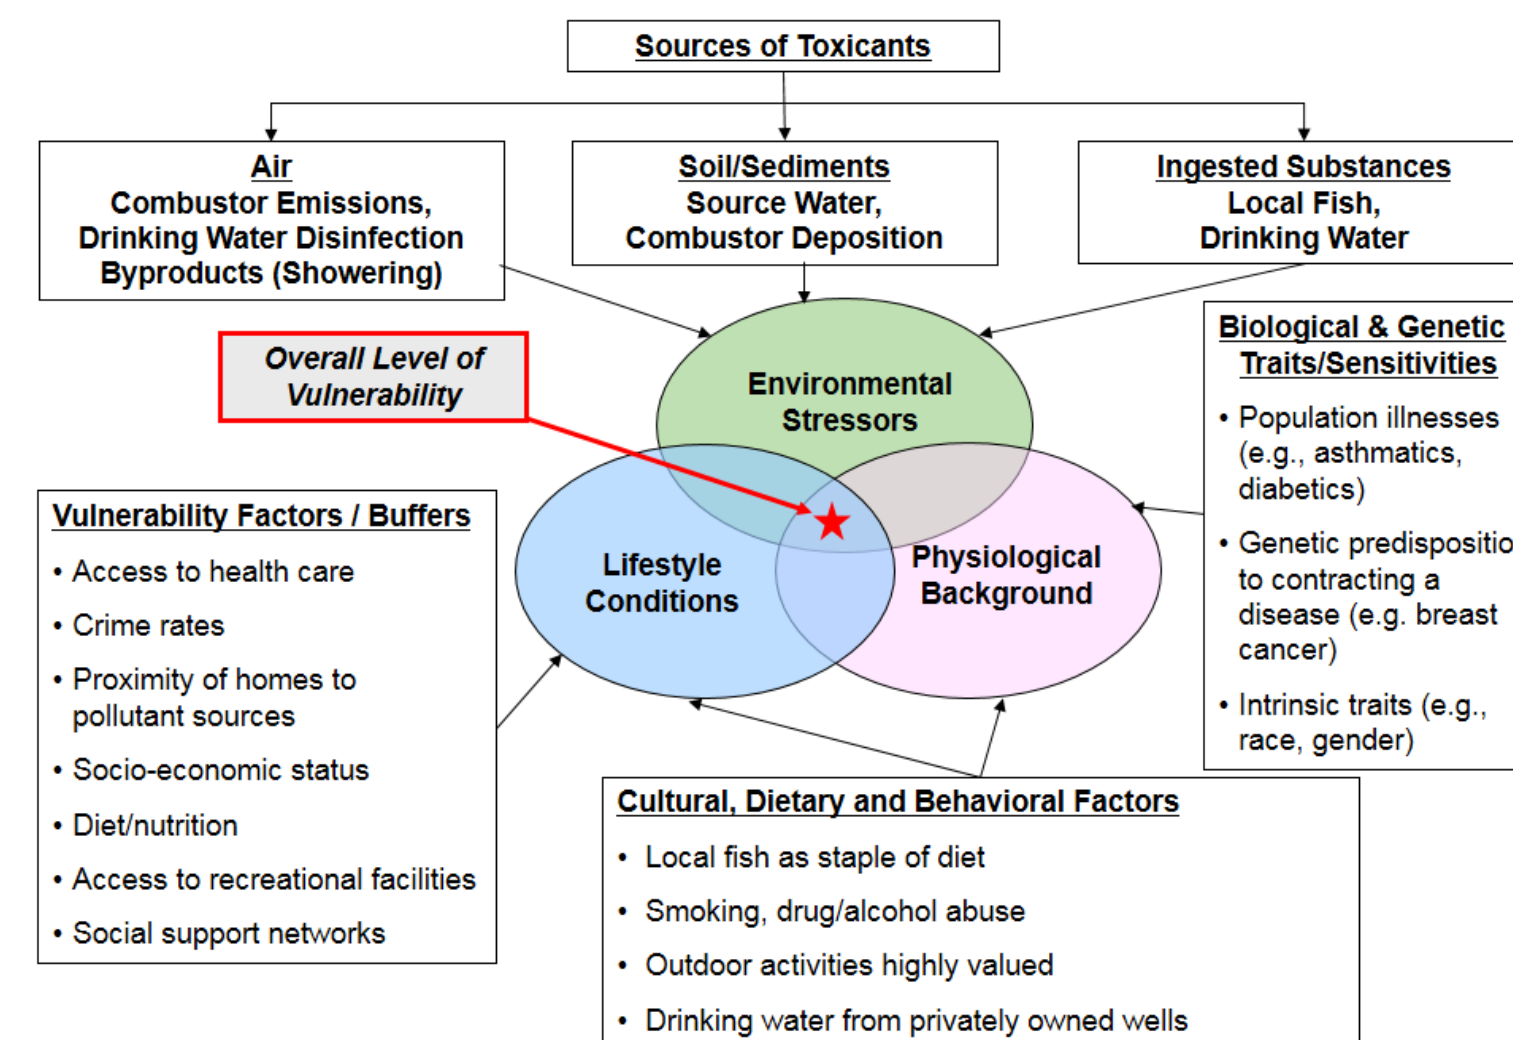 Sources of Toxicants
Air
Combustor Emissions,
Drinking Water Disinfection
Byproducts (Showering)
Soil/Sediments
Source Water,
Combustor Deposition
Ingested Substances
Local Fish,
Drinking Water
Overall Level of
Vulnerability
Environmental
Stressors
Lifestyle
Conditions
Physiological
Background
Biological & Genetic
Traits/Sensitivities
• Population illnesses
(e.g., asthmatics,
diabetics)
• Genetic predispositio
to contracting a
disease (e.g. breast
cancer)
• Intrinsic traits (e.g.,
race, gender)
Vulnerability Factors / Buffers
• Access to health care
• Crime rates
• Proximity of homes to
pollutant sources
• Socio-economic status
• Diet/nutrition
• Access to recreational facilities
• Social support networks
Cultural, Dietary and Behavioral Factors
• Local fish as staple of diet
• Smoking, drug/alcohol abuse
• Outdoor activities highly valued
• Drinking water from privately owned wells